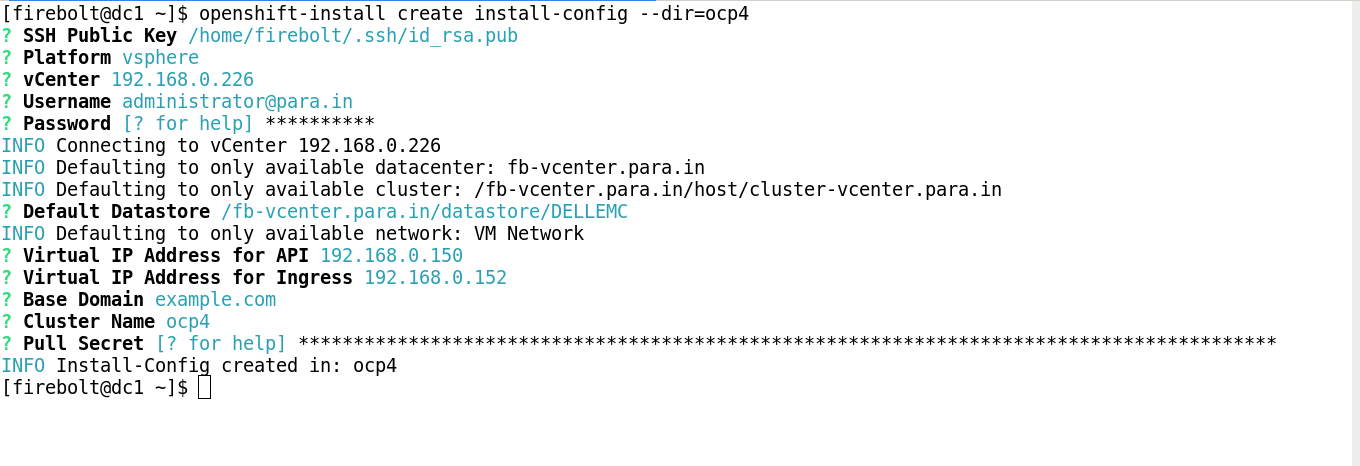 [firebolt@dc1 ~]$ openshift-install create install-config --dir=ocp4
? SSH Public Key /home/firebolt/.ssh/id_rsa.pub
? Platform vsphere
? vCenter 192.168.0.226
? Username administrator@para.in
? Password [? for help] **********
INFO Connecting to vCenter 192.168.0.226
INFO Defaulting to only available datacenter: fb-vcenter.para.in
INFO Defaulting to only available cluster: /fb-vcenter.para.in/host/cluster-vcenter.para.in
? Default Datastore /fb-vcenter.para.in/datastore/DELLEMC
INFO Defaulting to only available network: VM Network
? Virtual IP Address for API 192.168.0.150
? Virtual IP Address for Ingress 192.168.0.152
? Base Domain example.com
? Cluster Name ocp4
? Pull Secret [? for help] *****************************************************************************************
INFO Install-Config created in: ocp4
[firebolt@dc1 ~]$